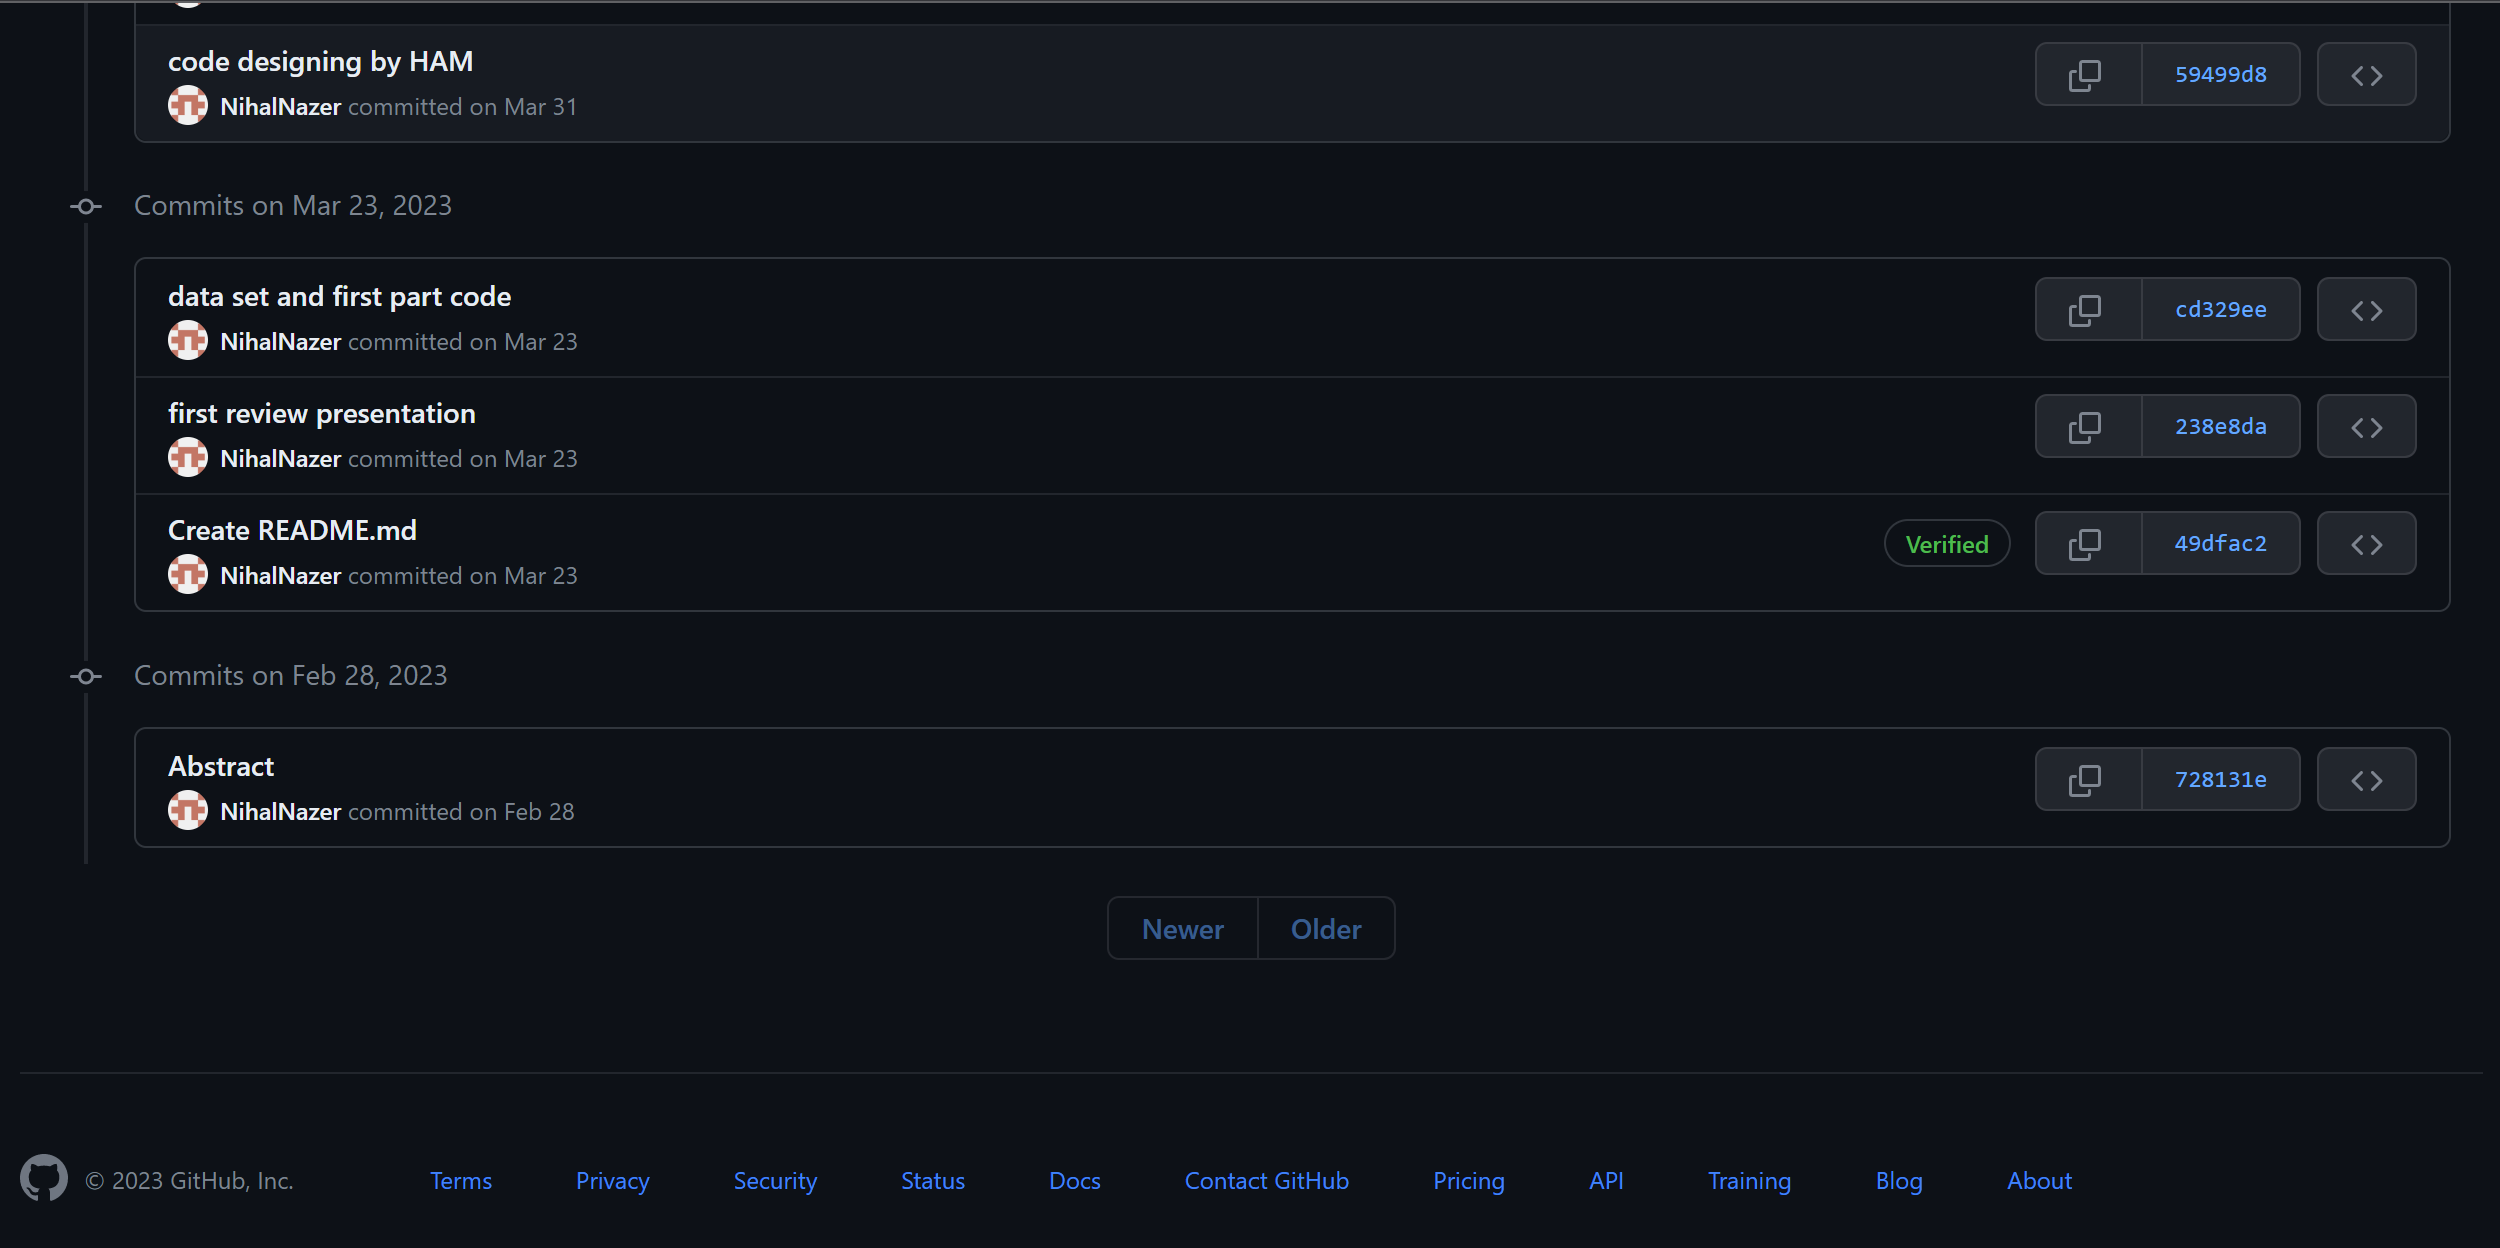 code designing by HAM
59499d8
NihalNazer committed on Mar 31
Commits on Mar 23, 2023
data set and first part code
cd329ee
NihalNazer committed on Mar 23
first review presentation
238e8da
NihalNazer committed on Mar 23
Create README.md
Verified
49dfac2
NihalNazer committed on Mar 23
Commits on Feb 28, 2023
Abstract
728131e
NihalNazer committed on Feb 28
Newer
Older
© 2023 GitHub, Inc.
Terms
Privacy
Security
Status
Docs
Contact GitHub
Pricing
API
Training
Blog
About